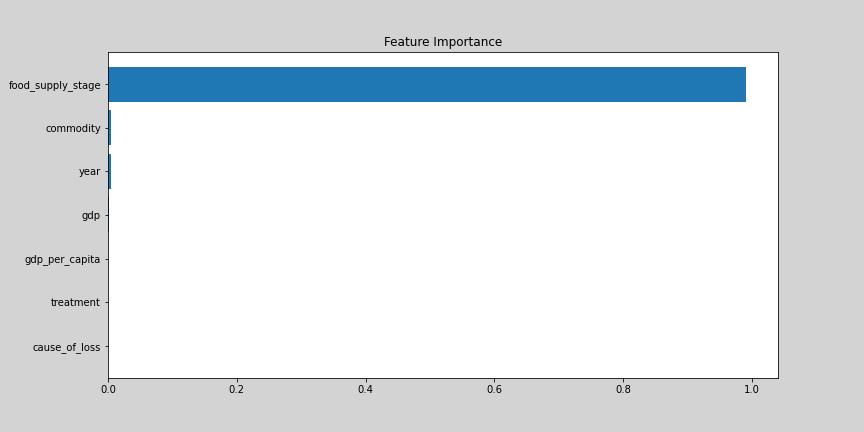 Feature Importance
food_supply_stage
commodity
year
gdp
gdp_per_capita
treatment
cause_of_loss
0.0 0.2 0.4 0.6 0.8 1.0